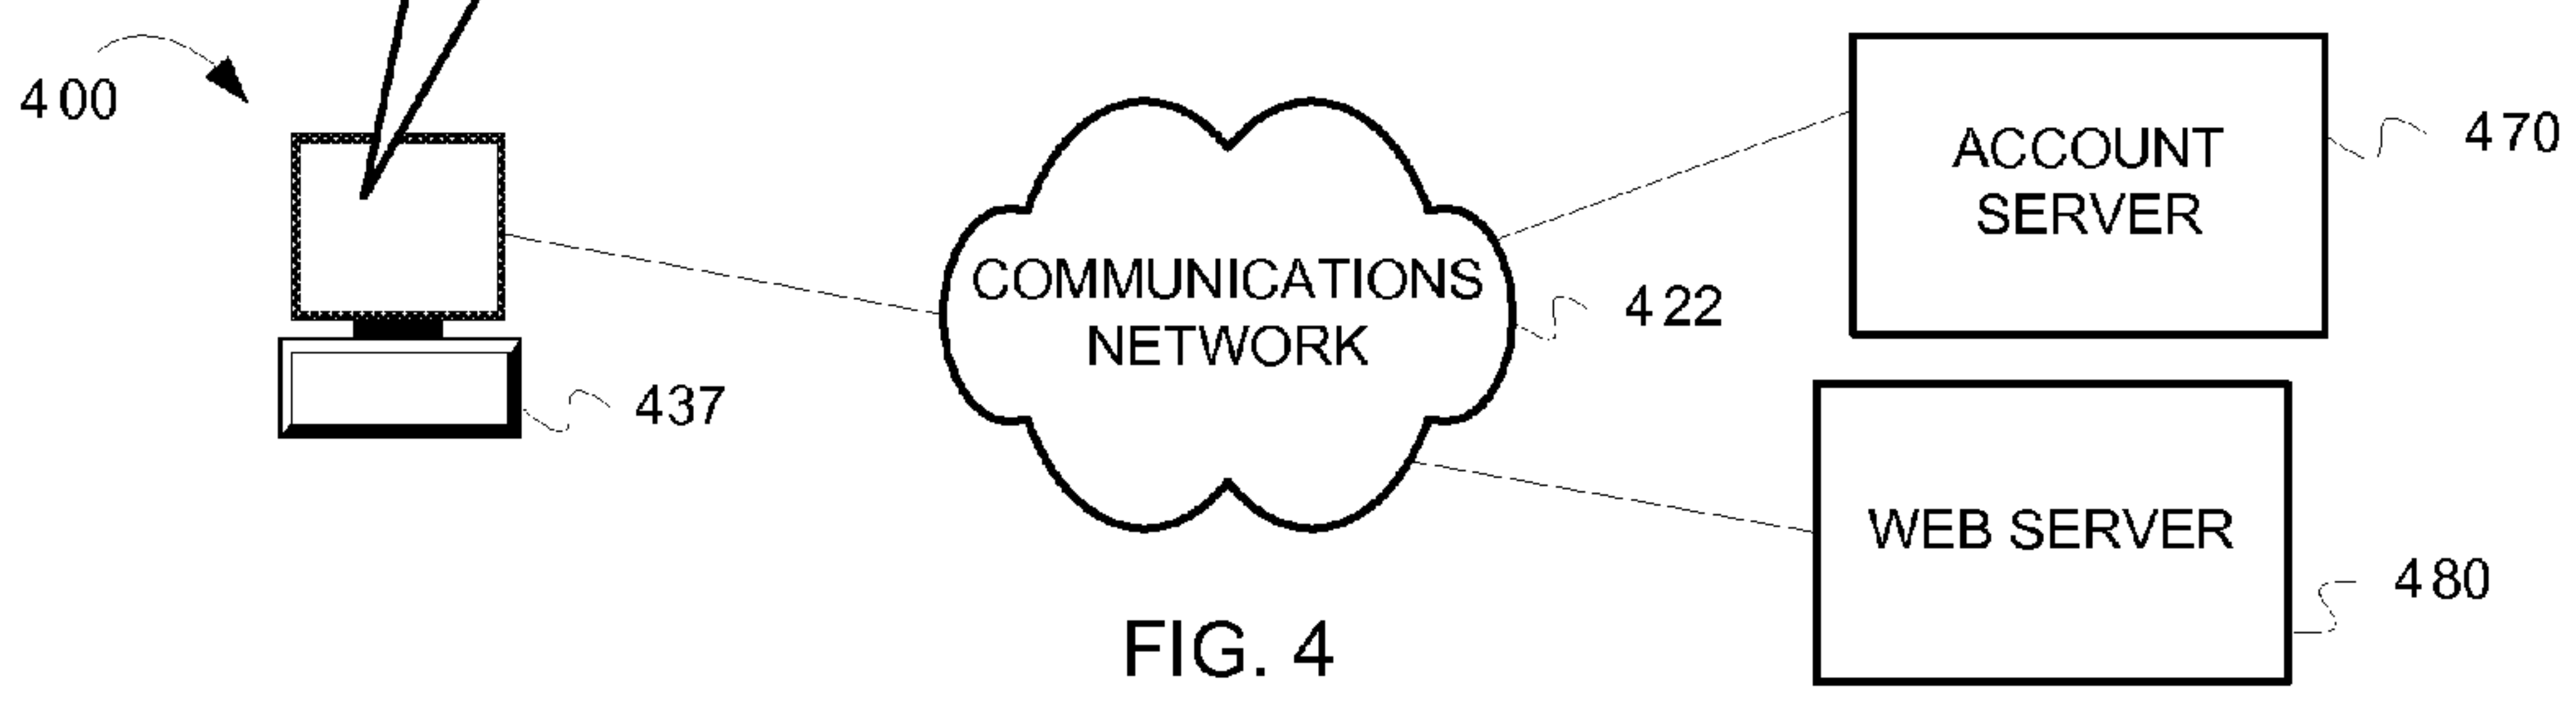 400
ACCOUNT
SERVER
470
COMMUNICATIONS
NETWORK
422
437
WEB SERVER
480
FIG. 4